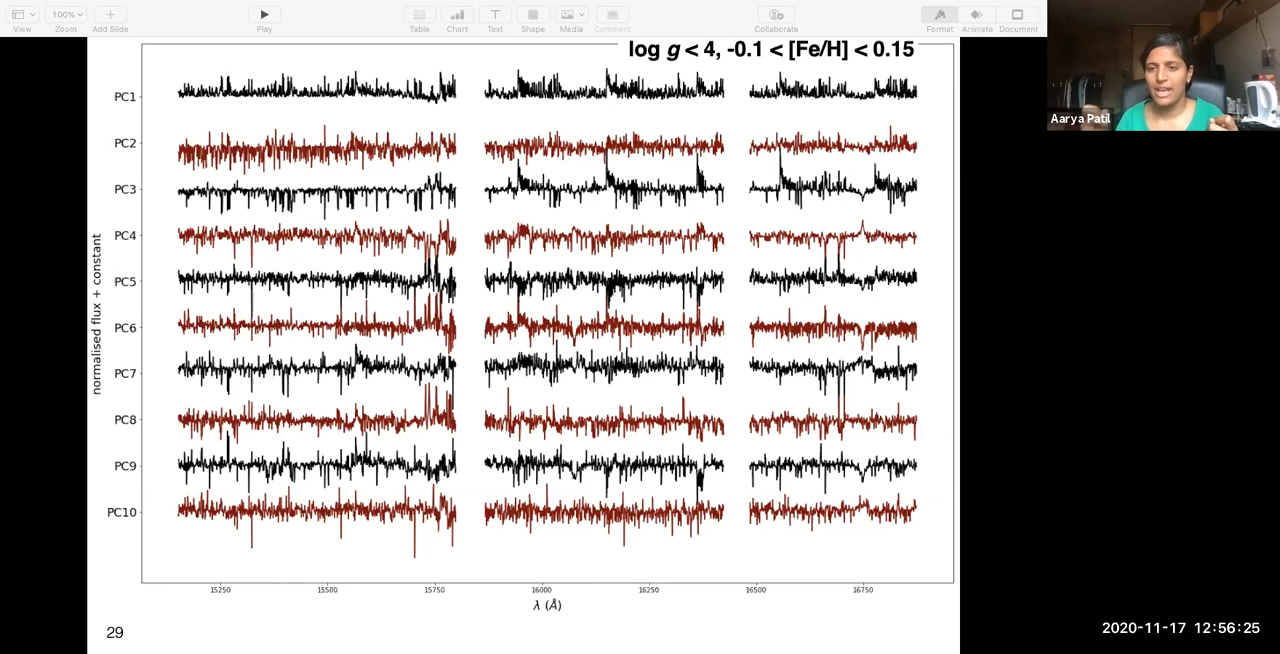 100%
View
Zoom
Add Slide
Play
Table
Chart
Text
Shape
Media
Comment
Collaborate
Format
Animate
Document
log g < 4, -0.1 < [Fe/H] < 0.15
PC1
PC2
PC3
PC4
PC5
PC6
PC7
PC8
PC9
PC10
normalised flux + constant
15250
15500
15750
16000
16250
16500
16750
λ (Å)
29
Aarya Patil
2020-11-17 12:56:25